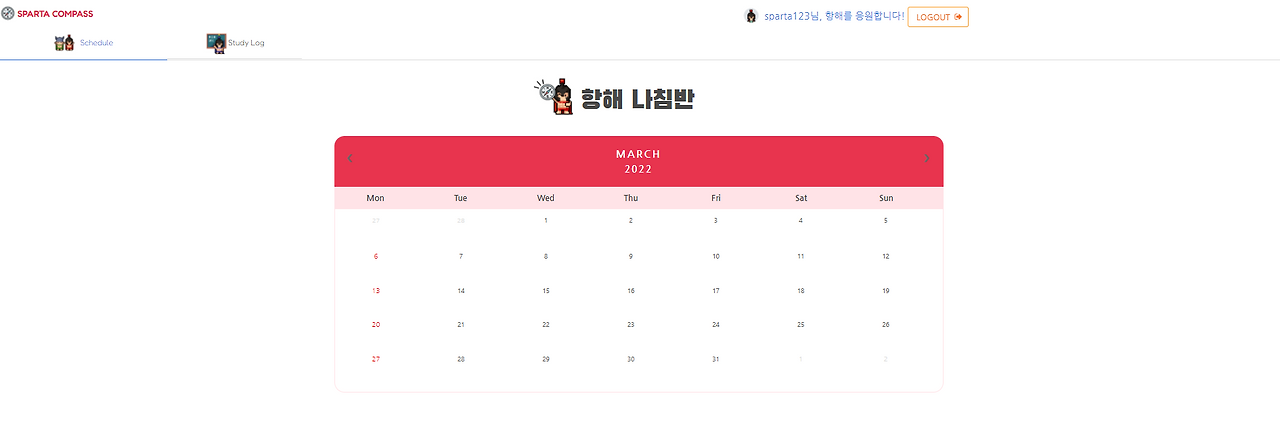 SPARTA COMPASS
sparta123님, 항해를 응원합니다! LOGOUT
Schedule
Study Log
항해 나침반
MARCH
2022
Mon Tue Wed Thu Fri Sat Sun
27 28 1 2 3 4 5
6 7 8 9 10 11 12
13 14 15 16 17 18 19
20 21 22 23 24 25 26
27 28 29 30 31 1 2